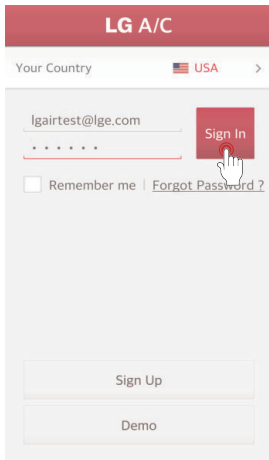 LG A/C
Your Country USA >
lgairtest@lge.com
Sign In
······
Remember me | Forgot Password ?
Sign Up
Demo